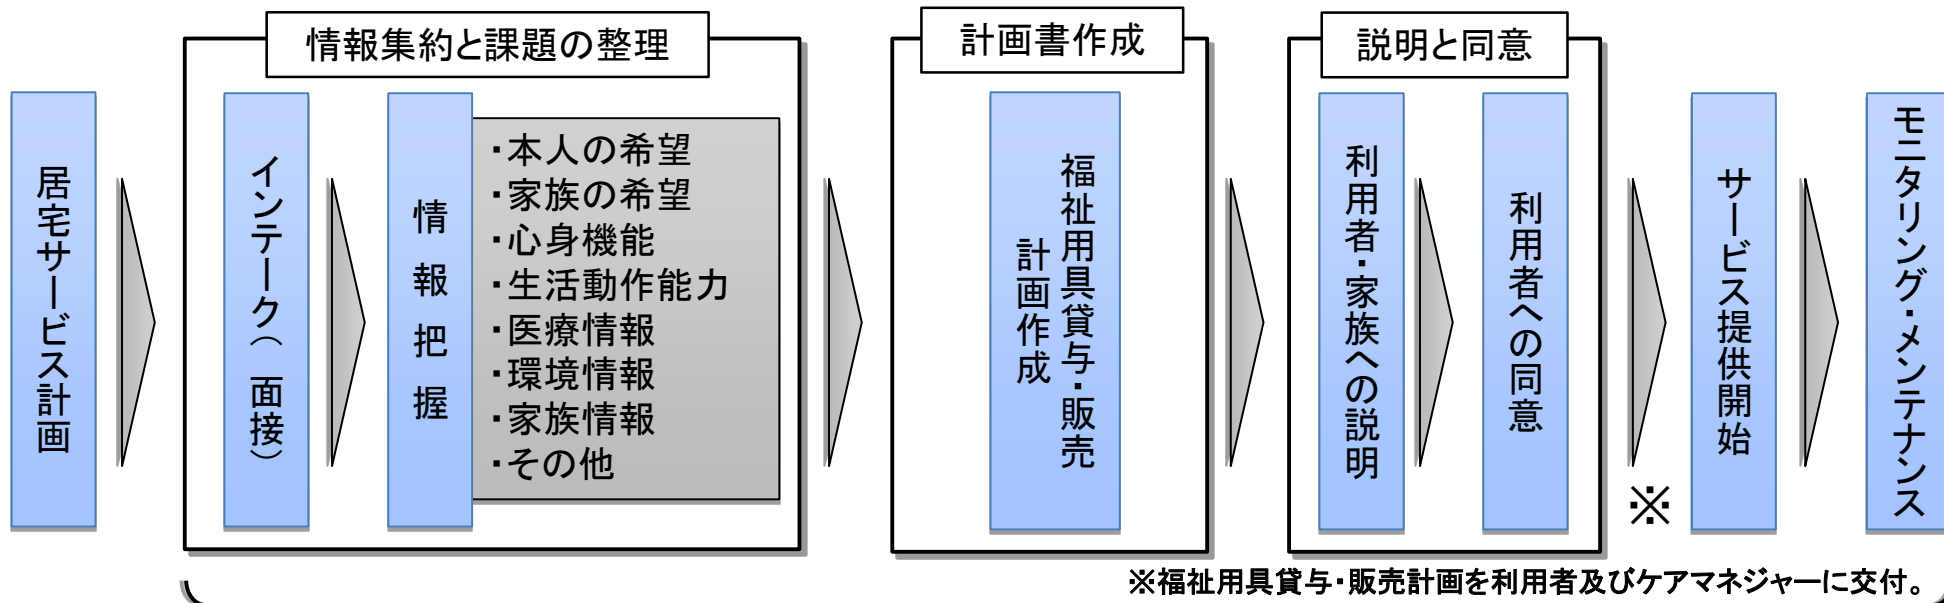 居宅サービス計画
情報集約と課題の整理
インテーク（面接）
情報把握
・本人の希望
・家族の希望
・心身機能
・生活動作能力
・医療情報
・環境情報
・家族情報
・その他
計画書作成
福祉用具貸与・販売
計画作成
説明と同意
利用者・家族への説明
利用者への同意
※
サービス提供開始
モニタリング・メンテナンス
※福祉用具貸与・販売計画を利用者及びケアマネジャーに交付。